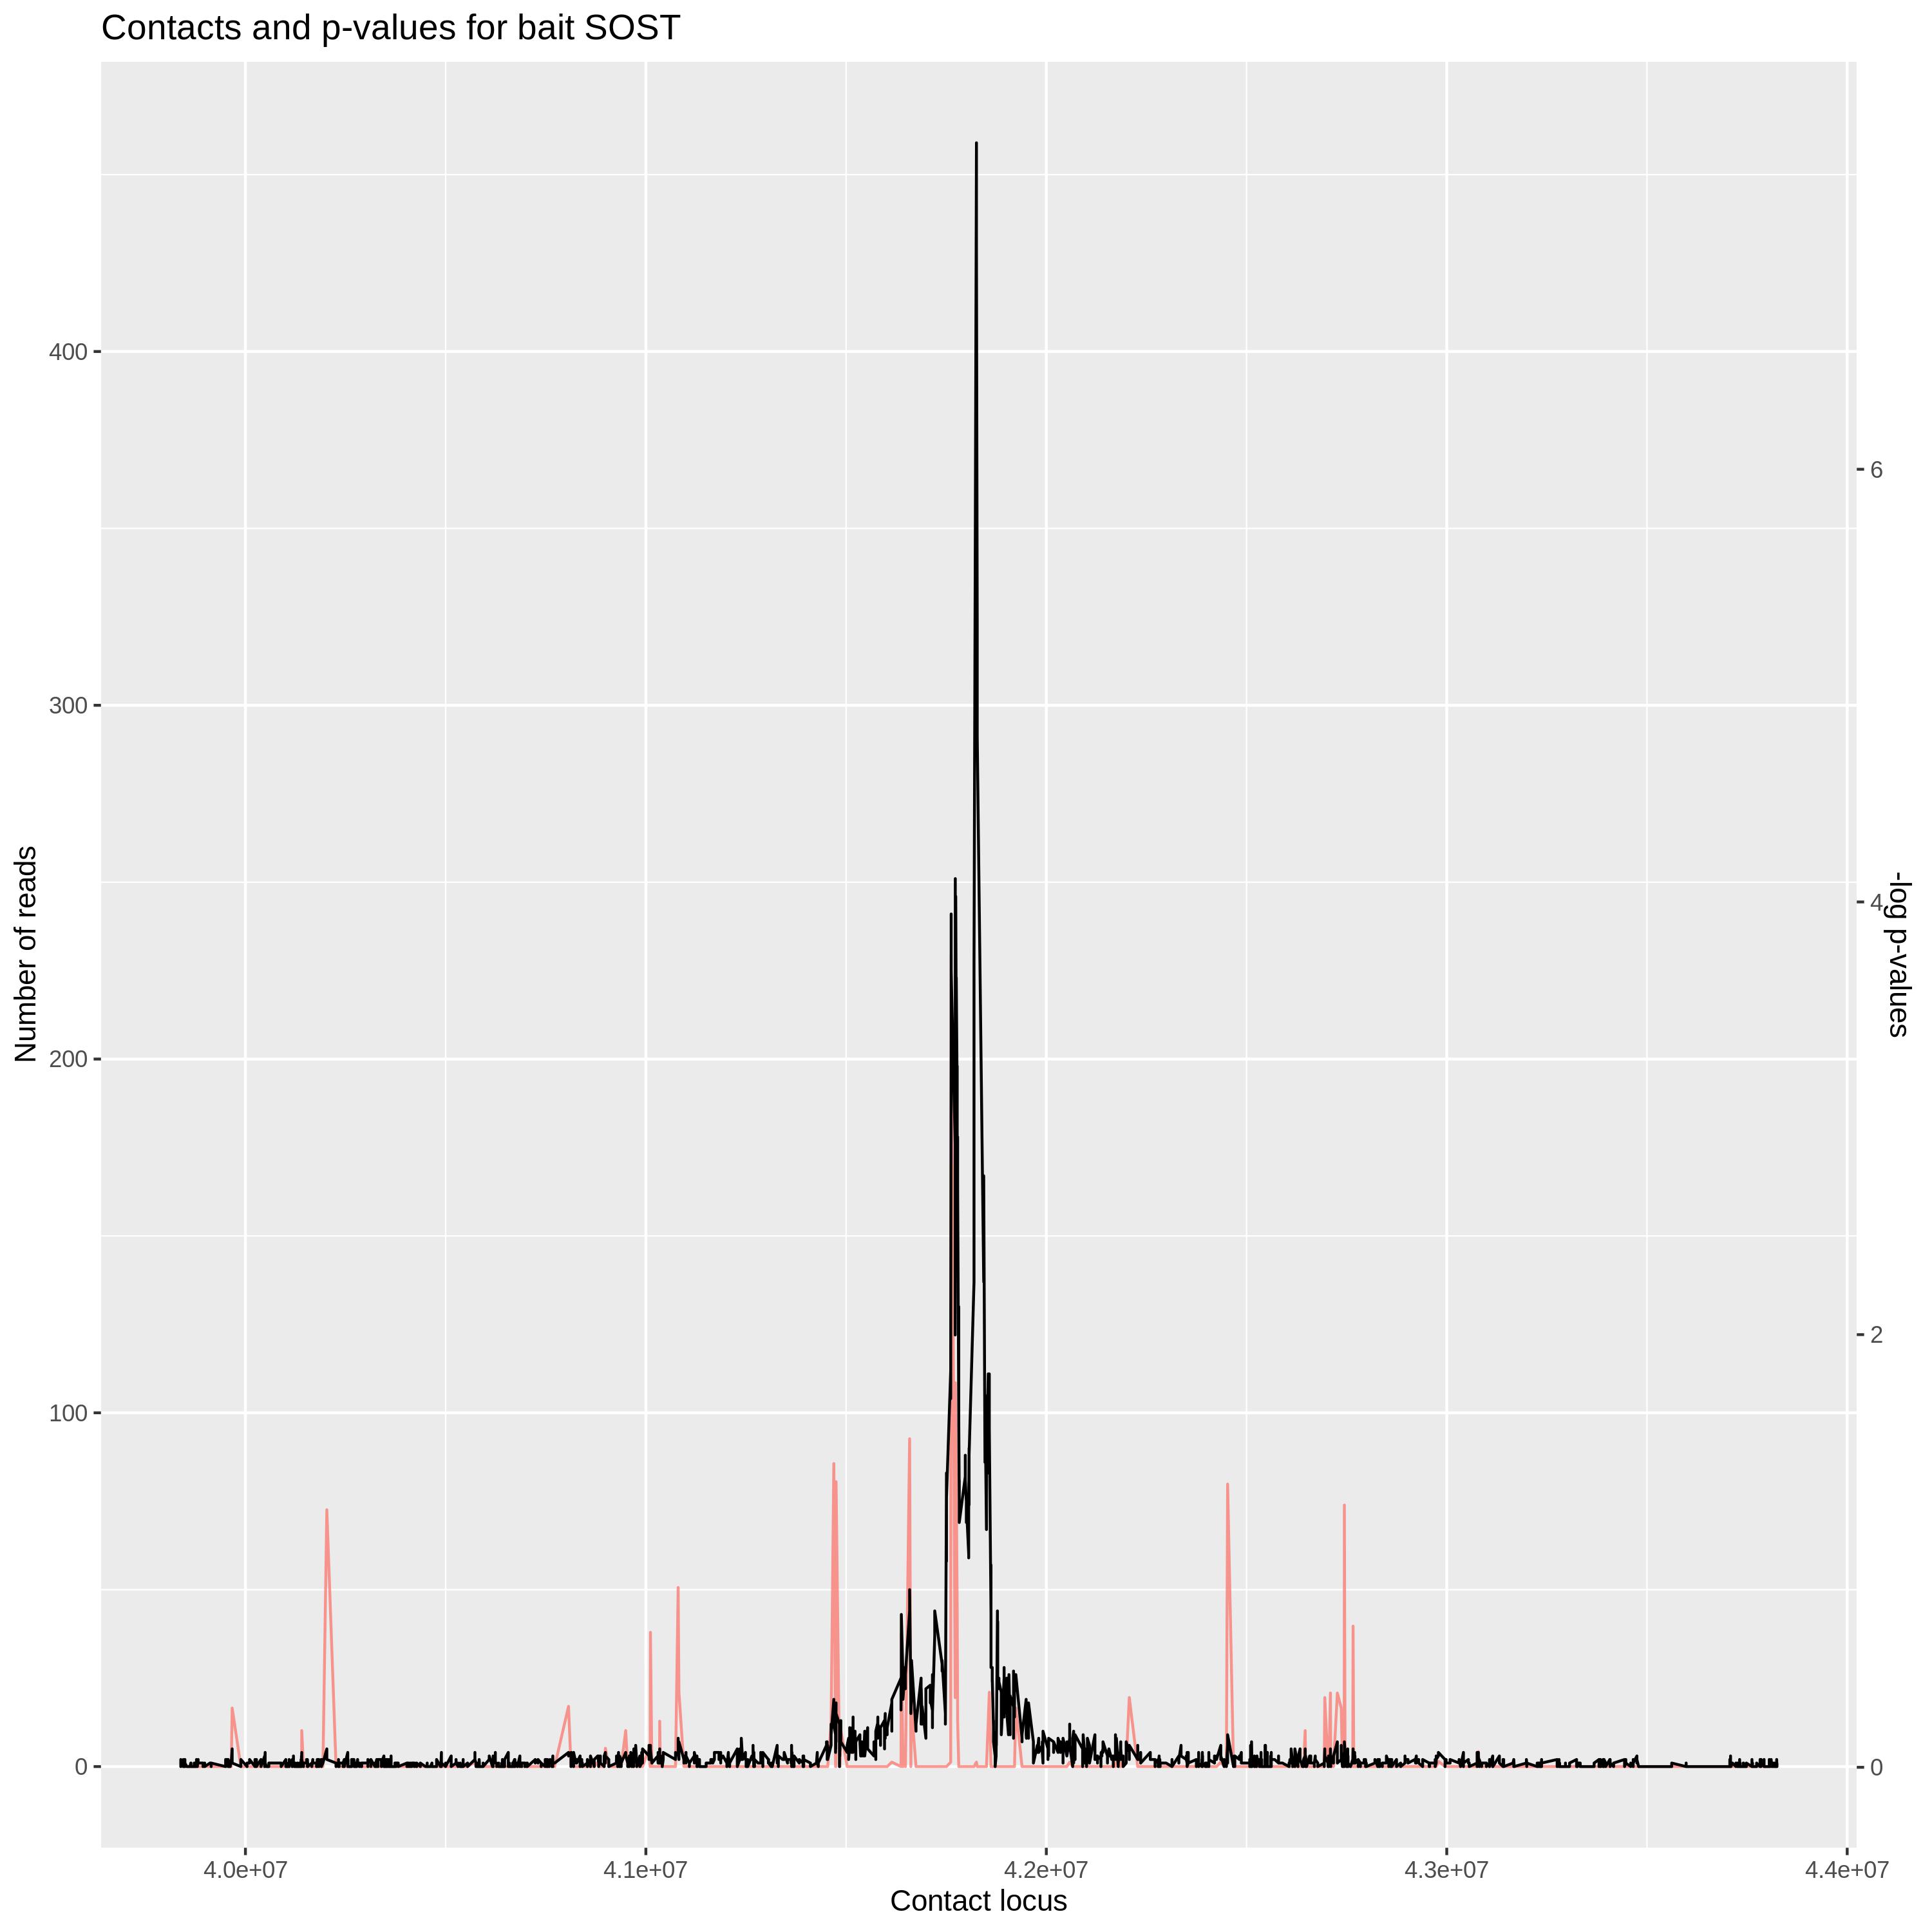 Contacts and p-values for bait SOST
Number of reads
400
300
200
100
0
6
4
2
0
-log p-values
4.0e+07
4.1e+07
4.2e+07
4.3e+07
4.4e+07
Contact locus